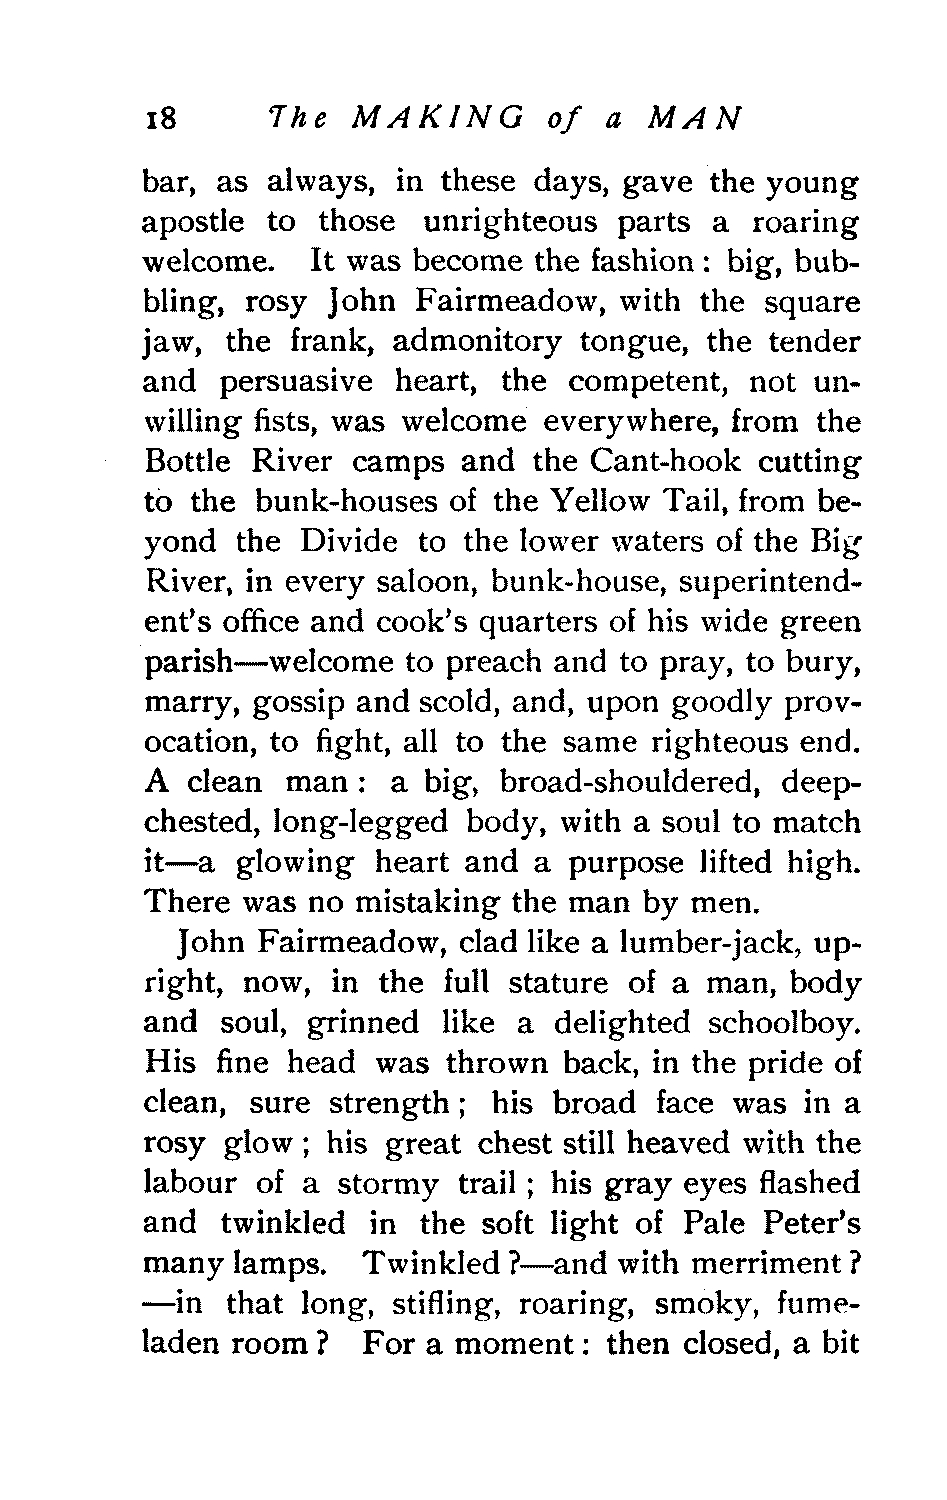 18 The MAKING of a MAN
bar, as always, in these days, gave the young
apostle to those unrighteous parts a roaring
welcome. It was become the fashion : big, bub-
bling, rosy John Fairmeadow, with the square
jaw, the frank, admonitory tongue, the tender
and persuasive heart, the competent, not un-
willing fists, was welcome everywhere, from the
Bottle River camps and the Cant-hook cutting
to the bunk-houses of the Yellow Tail, from be-
yond the Divide to the lower waters of the Big
River, in every saloon, bunk-house, superintend-
ent's office and cook's quarters of his wide green
parish—welcome to preach and to pray, to bury,
marry, gossip and scold, and, upon goodly prov-
ocation, to fight, all to the same righteous end.
A clean man : a big, broad-shouldered, deep-
chested, long-legged body, with a soul to match
it—a glowing heart and a purpose lifted high.
There was no mistaking the man by men.
John Fairmeadow, clad like a lumber-jack, up-
right, now, in the full stature of a man, body
and soul, grinned like a delighted schoolboy.
His fine head was thrown back, in the pride of
clean, sure strength ; his broad face was in a
rosy glow ; his great chest still heaved with the
labour of a stormy trail ; his gray eyes flashed
and twinkled in the soft light of Pale Peter's
many lamps. Twinkled ?—and with merriment ?
—in that long, stifling, roaring, smoky, fume-
laden room ? For a moment : then closed, a bit